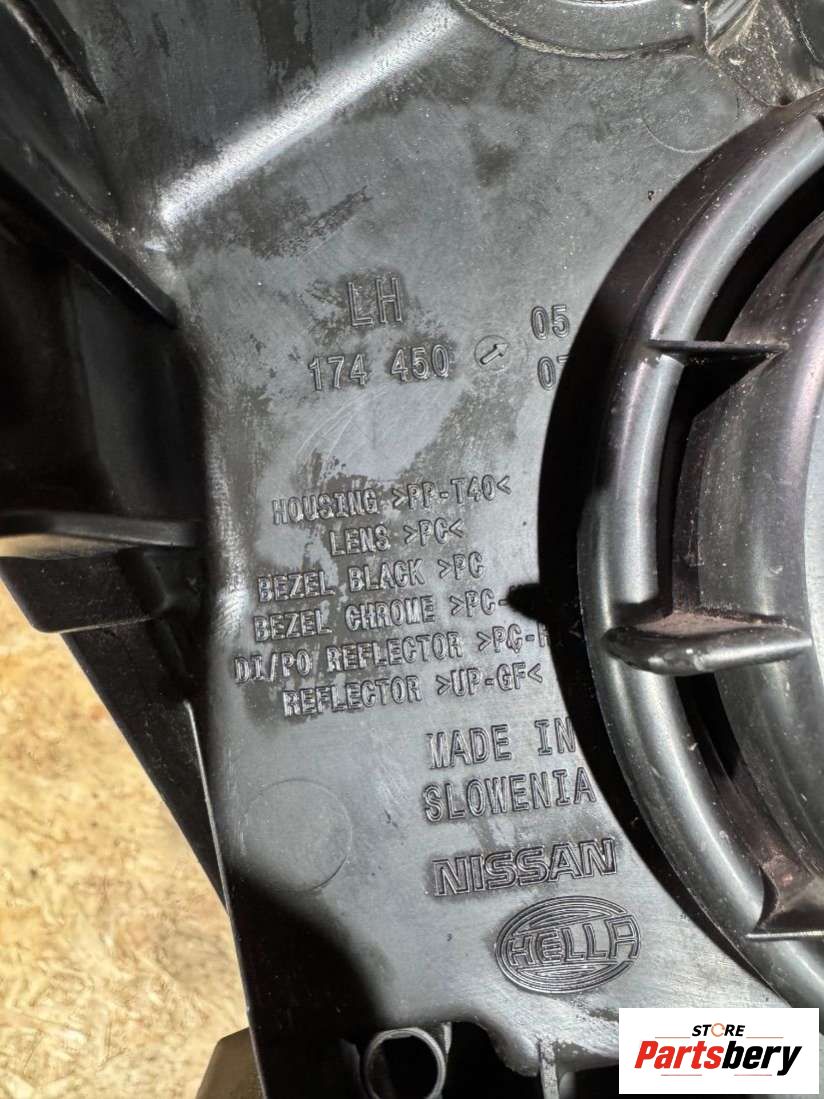 LH
174 450
05
HOUSING >PP-T40<
LENS >PC<
BEZEL BLACK >PC
BEZEL CHROME >PC-
DI/PO REFLECTOR >PC-
REFLECTOR >UP-GF<
MADE IN
SLOWENIA
NISSAN
HELLA
STORE
Partsbery